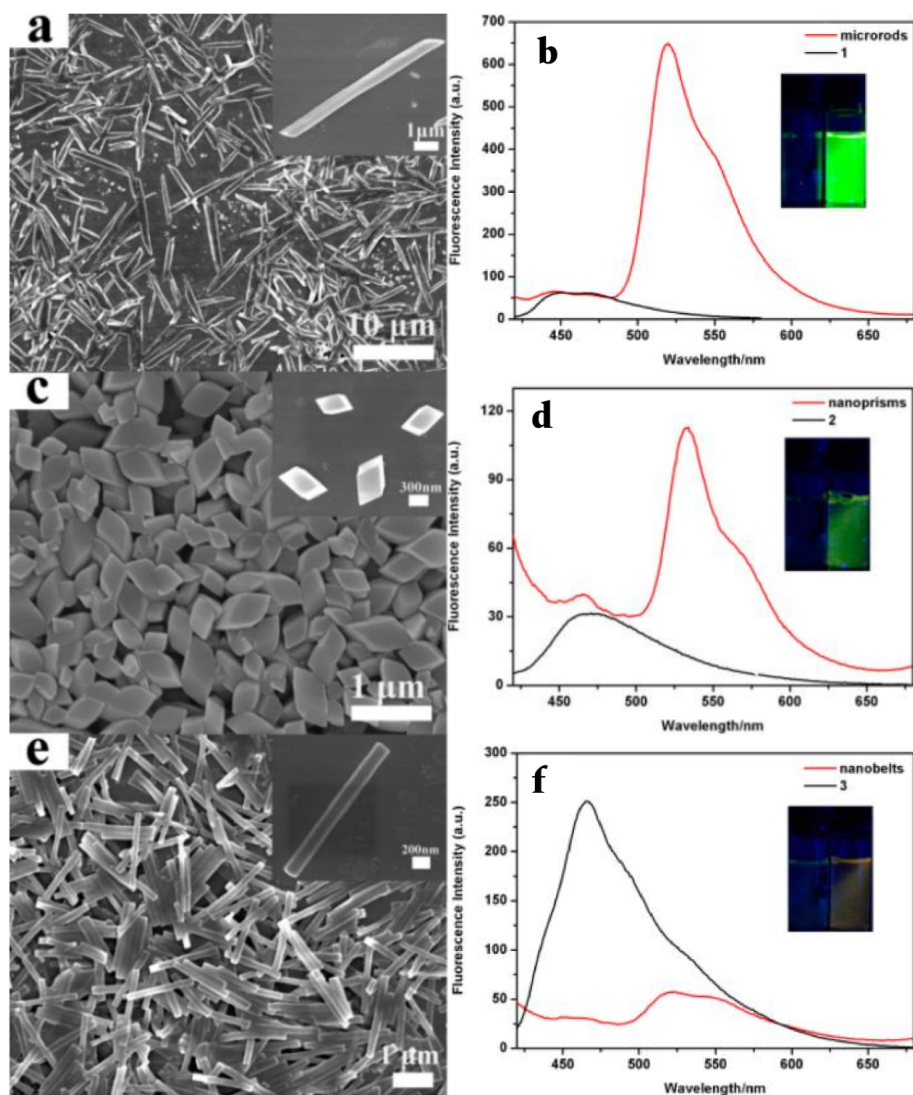 a
1μm
10 μm
b
microrods
1
700
600
500
400
300
200
100
0
Fluorescence Intensity (a.u.)
450 500 550 600 650
Wavelength/nm
c
300nm
1 μm
d
nanoprisms
2
120
90
60
30
0
Fluorescence Intensity (a.u.)
450 500 550 600 650
Wavelength/nm
e
200nm
1 μm
f
nanobelts
3
300
250
200
150
100
50
0
Fluorescence Intensity (a.u.)
450 500 550 600 650
Wavelength/nm